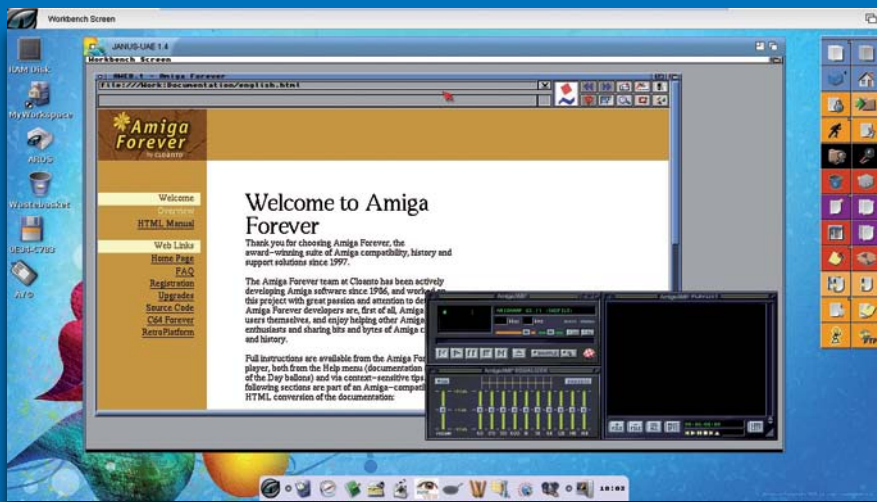 Workbench Screen
JANUS-UAE 1.4
Workbench Screen
AWEB.1 - Amiga Forever
file:///Work:Documentation/english.html
RAM Disk
MyWorkspace
AROS
Wastebasket
Amiga
Forever
by CLOANTO
Welcome
Overview
HTML Manual
Web Links
Home Page
FAQ
Registration
Upgrades
Source Code
C64 Forever
RetroPlatform
Welcome to Amiga
Forever
Thank you for choosing Amiga Forever, the
award-winning suite of Amiga compatibility, history and
support solutions since 1997.
The Amiga Forever team at Cloanto has been actively
developing Amiga software since 1986, and worked on
this project with great passion and attention to
Amiga Forever developers are, first of all, Amiga
users themselves, and enjoy helping other Amiga
enthusiasts and sharing bits and bytes of Amiga
and history.
Full instructions are available from the Amiga
player, both from the Help menu (documentation
of the Day ballons) and via context-sensitive tips.
following sections are part of an Amiga-compati
HTML conversion of the documentation:
AmigaAMP
10:02